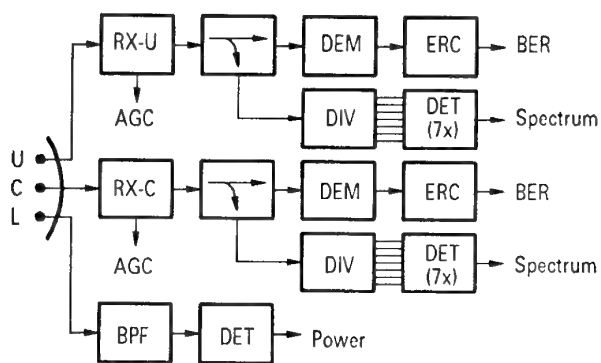 RX-U
DEM
ERC
BER
AGC
DIV
DET
(7x)
Spectrum
U
C
L
RX-C
DEM
ERC
BER
AGC
DIV
DET
(7x)
Spectrum
BPF
DET
Power